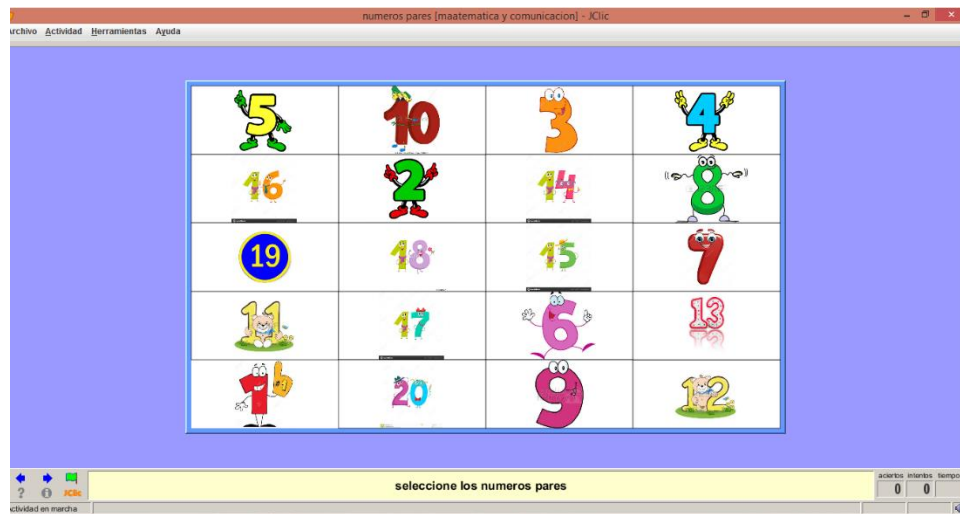 numeros pares [maatematica y comunicacion] - JClic
rchivo Actividad Herramientas Ayuda
5 10 3 4
16 2 14 8
19 18 15 7
11 17 6 13
1 #1 20 9 12
seleccione los numeros pares
aciertos intentos tiempo
0 0
? JClic
ctividad en marcha